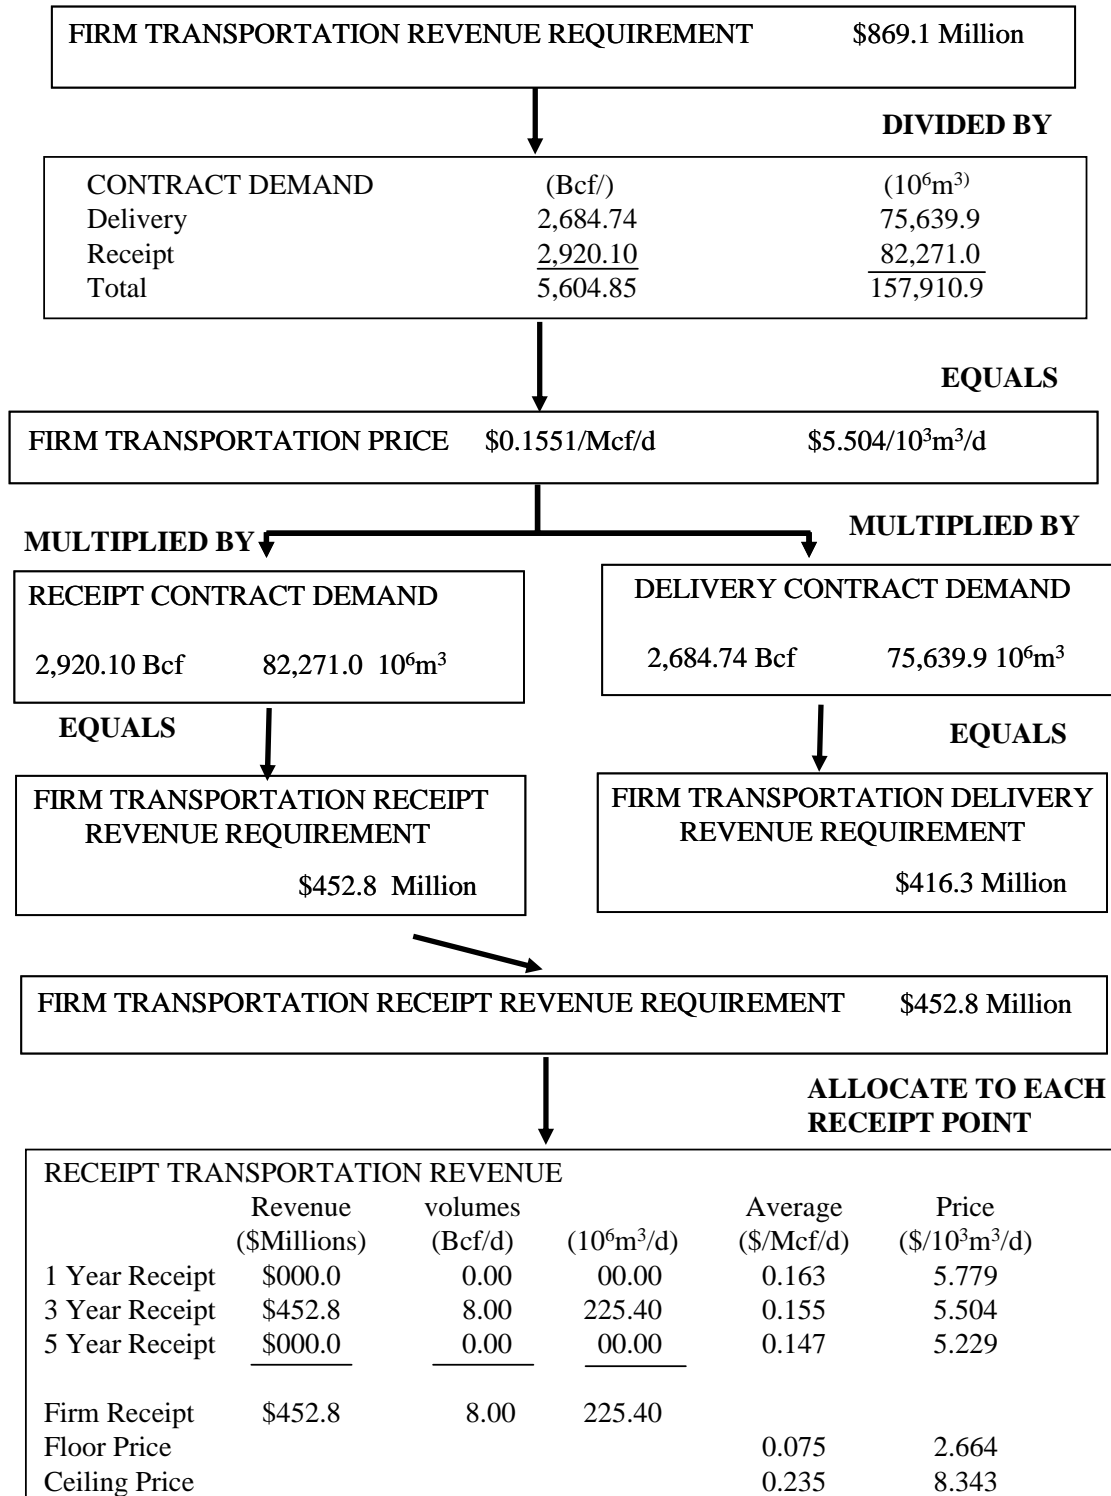 FIRM TRANSPORTATION REVENUE REQUIREMENT $869.1 Million
DIVIDED BY
CONTRACT DEMAND (Bcf/) (10⁶m³⁾
Delivery 2,684.74 75,639.9
Receipt 2,920.10 82,271.0
Total 5,604.85 157,910.9
EQUALS
FIRM TRANSPORTATION PRICE $0.1551/Mcf/d $5.504/10³m³/d
MULTIPLIED BY
RECEIPT CONTRACT DEMAND
2,920.10 Bcf 82,271.0 10⁶m³
EQUALS
FIRM TRANSPORTATION RECEIPT
REVENUE REQUIREMENT
$452.8 Million
MULTIPLIED BY
DELIVERY CONTRACT DEMAND
2,684.74 Bcf 75,639.9 10⁶m³
EQUALS
FIRM TRANSPORTATION DELIVERY
REVENUE REQUIREMENT
$416.3 Million
FIRM TRANSPORTATION RECEIPT REVENUE REQUIREMENT $452.8 Million
ALLOCATE TO EACH
RECEIPT POINT
RECEIPT TRANSPORTATION REVENUE
Revenue volumes Average Price
($Millions) (Bcf/d) (10⁶m³/d) ($/Mcf/d) ($/10³m³/d)
1 Year Receipt $000.0 0.00 00.00 0.163 5.779
3 Year Receipt $452.8 8.00 225.40 0.155 5.504
5 Year Receipt $000.0 0.00 00.00 0.147 5.229
Firm Receipt $452.8 8.00 225.40
Floor Price 0.075 2.664
Ceiling Price 0.235 8.343